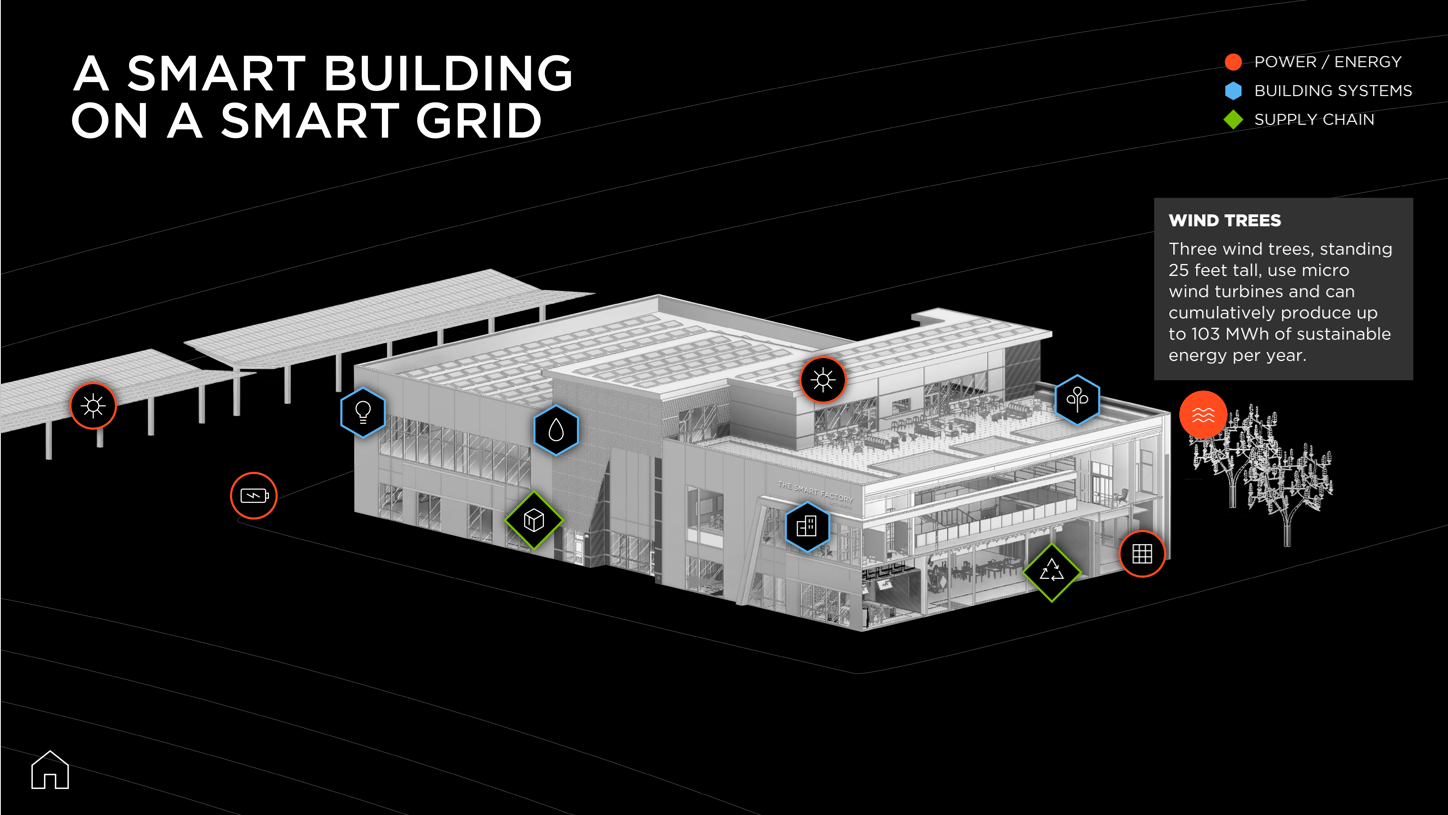 A SMART BUILDING
ON A SMART GRID
POWER / ENERGY
BUILDING SYSTEMS
SUPPLY CHAIN
WIND TREES
Three wind trees, standing
25 feet tall, use micro
wind turbines and can
cumulatively produce up
to 103 MWh of sustainable
energy per year.
THE SMART FACTORY